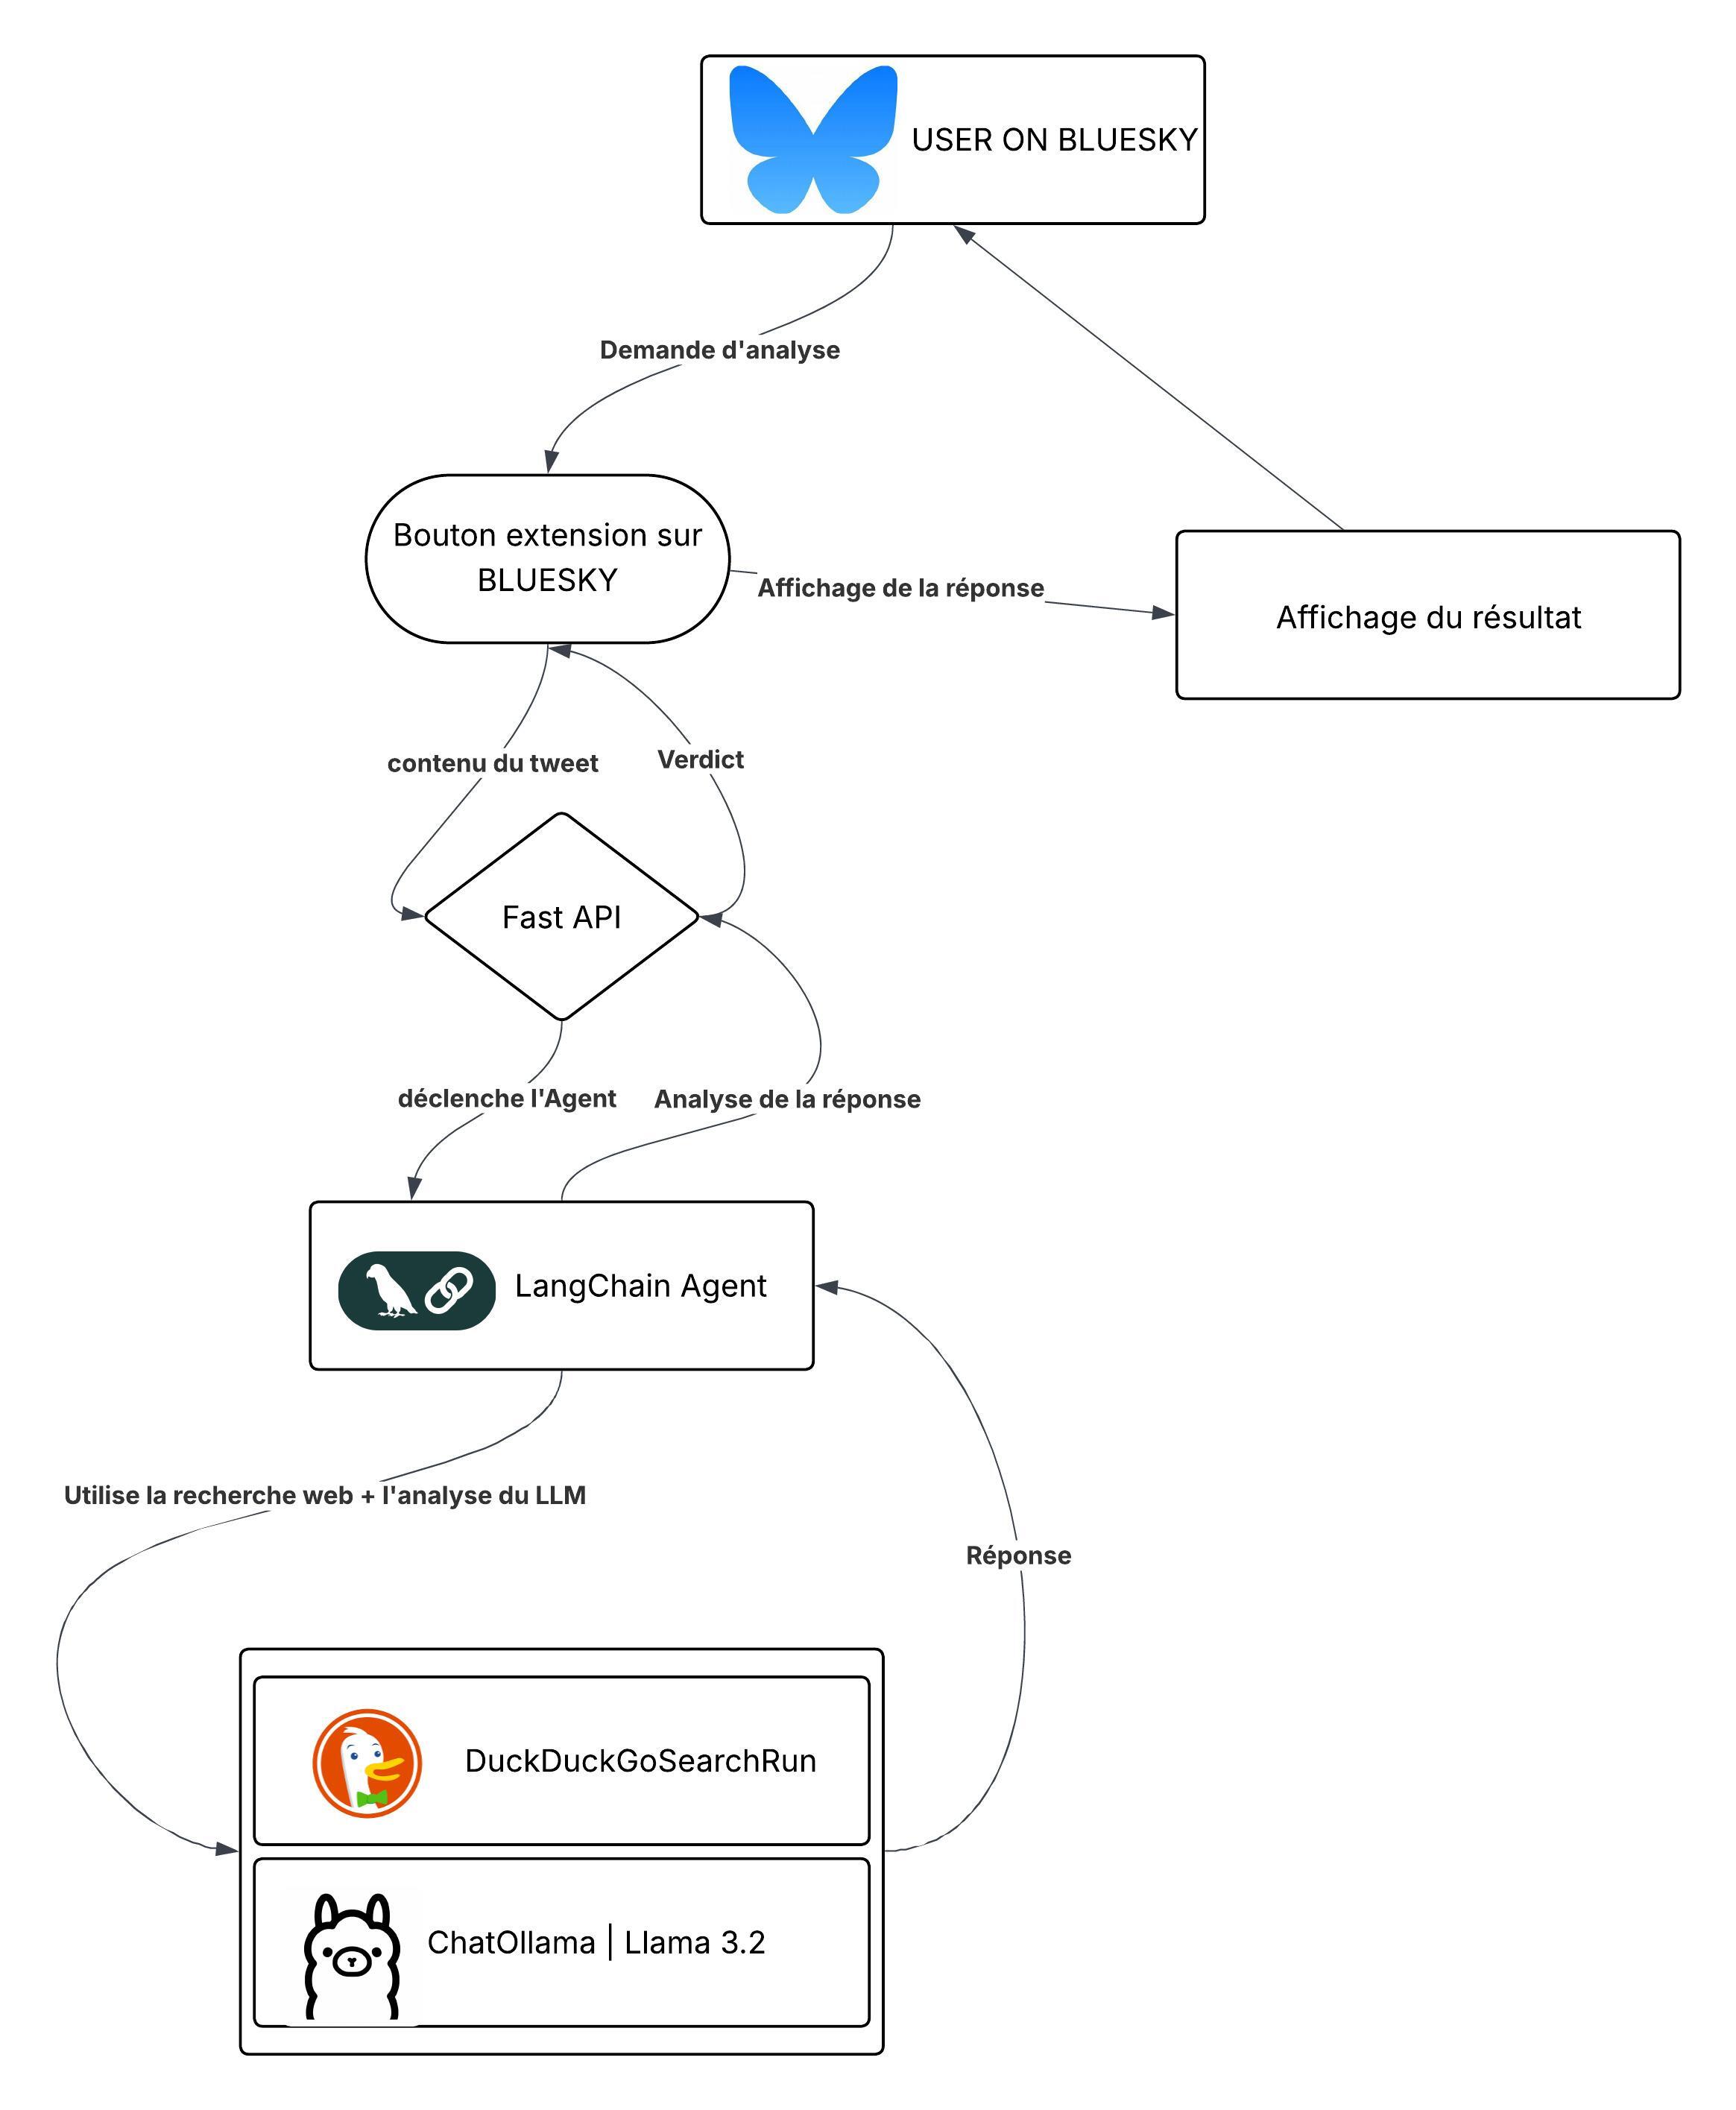 USER ON BLUESKY
Demande d'analyse
Bouton extension sur
BLUESKY
Affichage de la réponse
Affichage du résultat
contenu du tweet
Verdict
Fast API
déclenche l'Agent
Analyse de la réponse
LangChain Agent
Utilise la recherche web + l'analyse du LLM
Réponse
DuckDuckGoSearchRun
ChatOllama | Llama 3.2